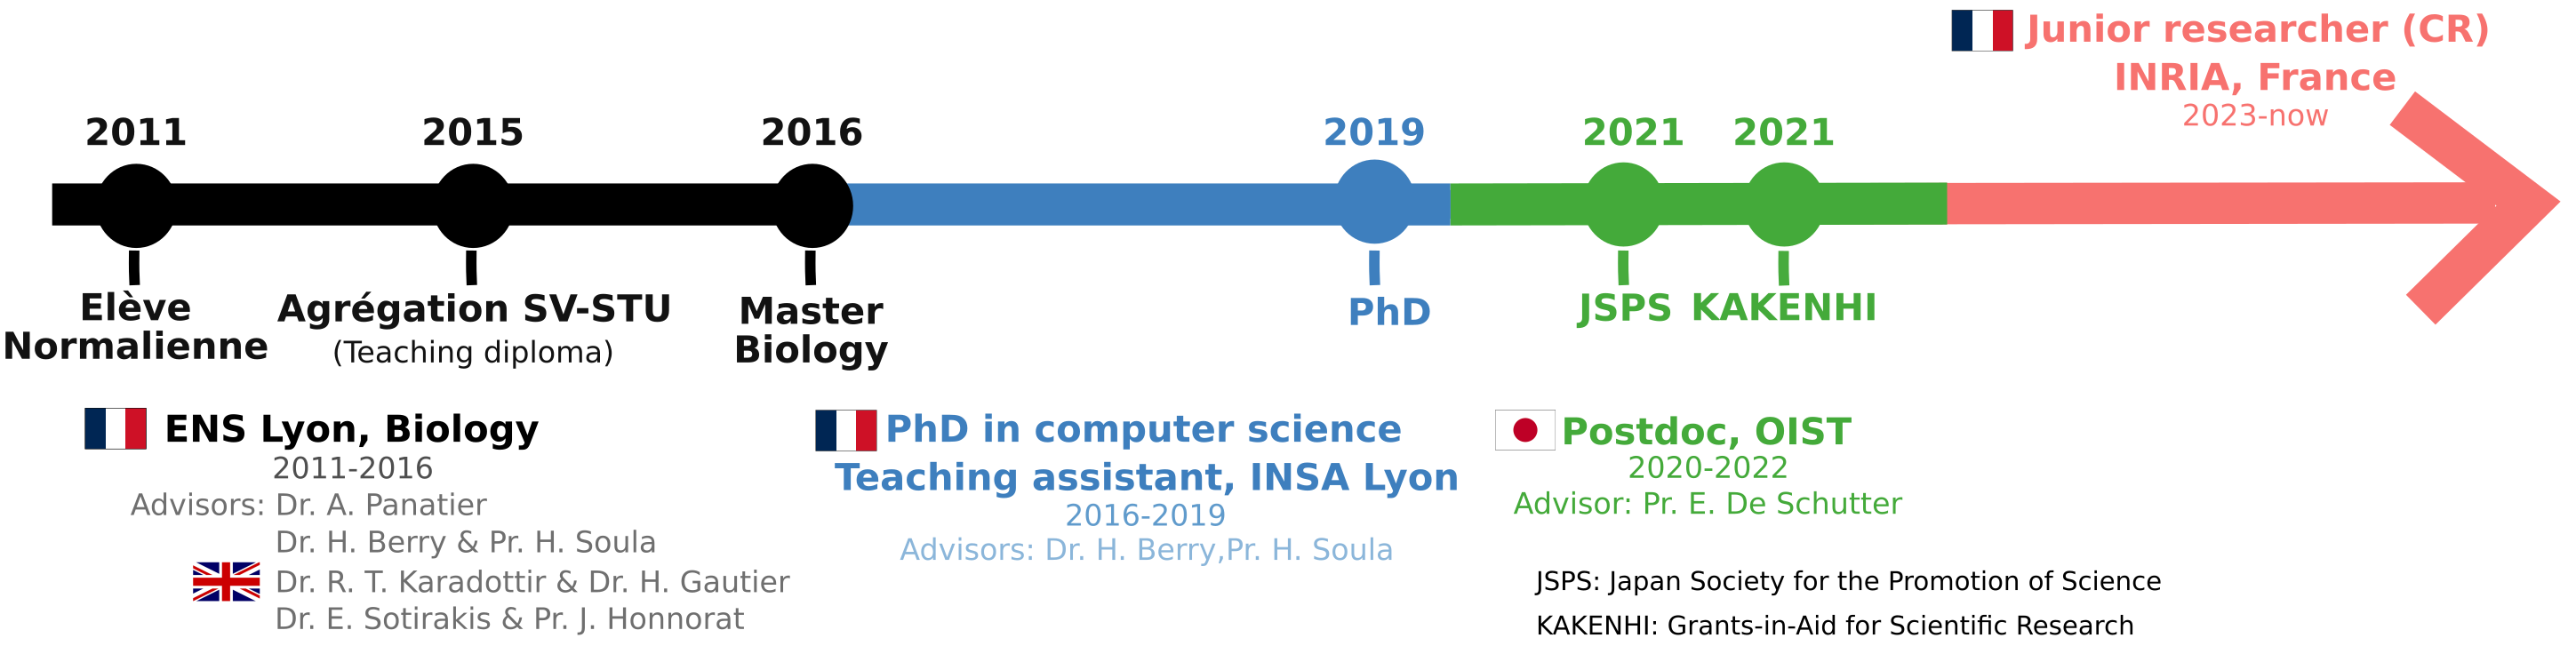 Junior researcher (CR)
INRIA, France
2023-now
2011
2015
2016
2019
2021
2021
Elève
Normalienne
Agrégation SV-STU
(Teaching diploma)
Master
Biology
PhD
JSPS
KAKENHI
ENS Lyon, Biology
2011-2016
Advisors: Dr. A. Panatier
Dr. H. Berry & Pr. H. Soula
Dr. R. T. Karadottir & Dr. H. Gautier
Dr. E. Sotirakis & Pr. J. Honnorat
PhD in computer science
Teaching assistant, INSA Lyon
2016-2019
Advisors: Dr. H. Berry,Pr. H. Soula
Postdoc, OIST
2020-2022
Advisor: Pr. E. De Schutter
JSPS: Japan Society for the Promotion of Science
KAKENHI: Grants-in-Aid for Scientific Research